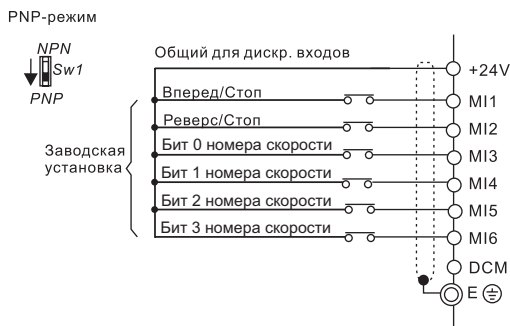 PNP-режим
NPN
Sw1
PNP
Общий для дискр. входов
+24V
Вперед/Стоп
MI1
Реверс/Стоп
MI2
Заводская
установка
Бит 0 номера скорости
MI3
Бит 1 номера скорости
MI4
Бит 2 номера скорости
MI5
Бит 3 номера скорости
MI6
DCM
E